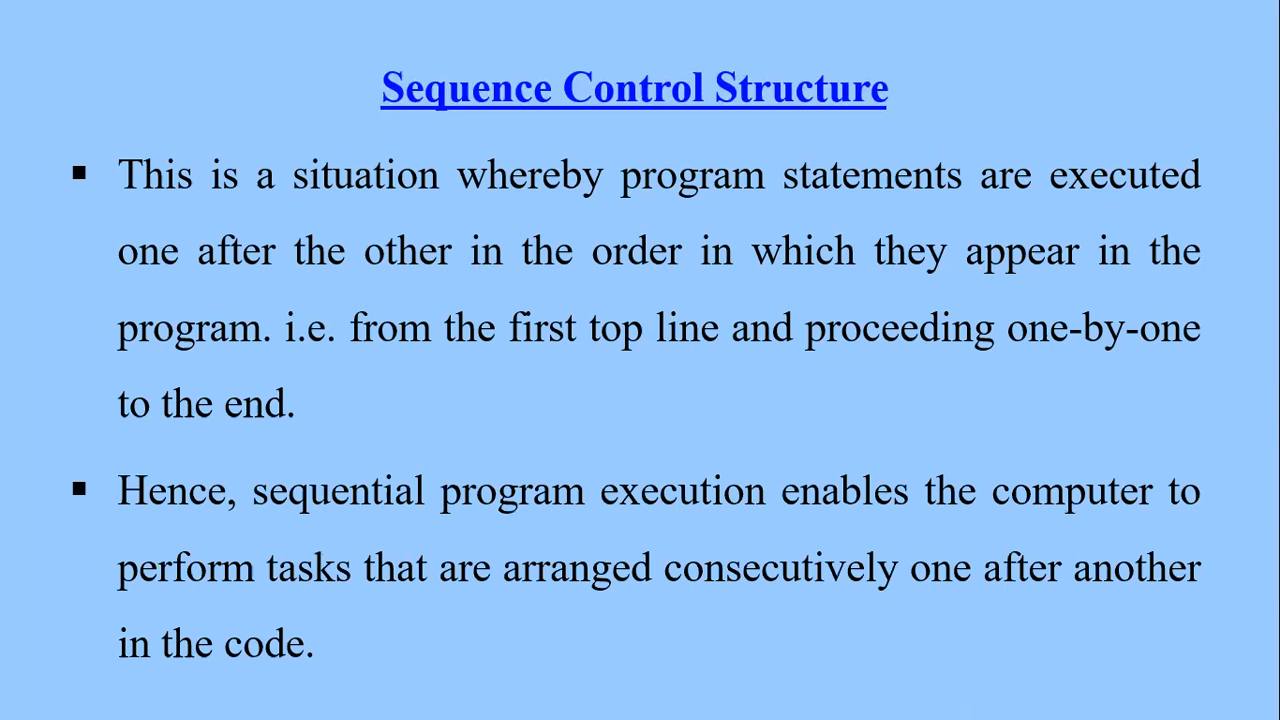 Sequence Control Structure
▪ This is a situation whereby program statements are executed
one after the other in the order in which they appear in the
program. i.e. from the first top line and proceeding one-by-one
to the end.
▪ Hence, sequential program execution enables the computer to
perform tasks that are arranged consecutively one after another
in the code.